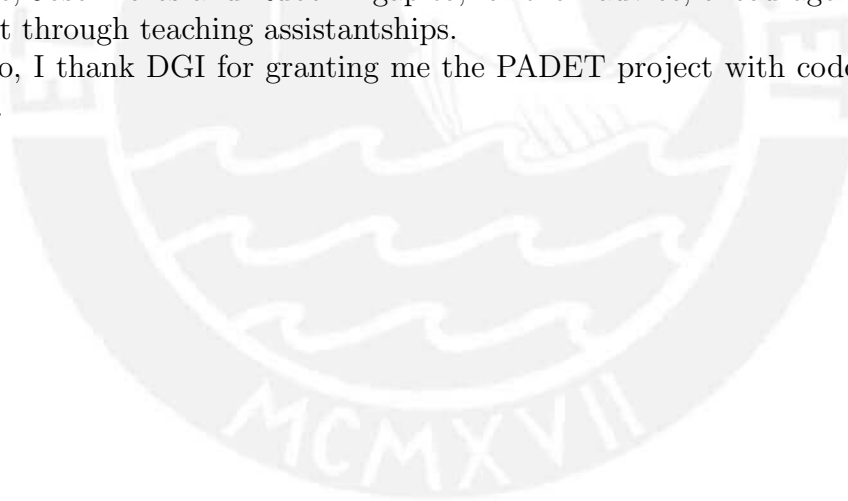 t through teaching assistantships.
o, I thank DGI for granting me the PADET project with code
MCMXVII